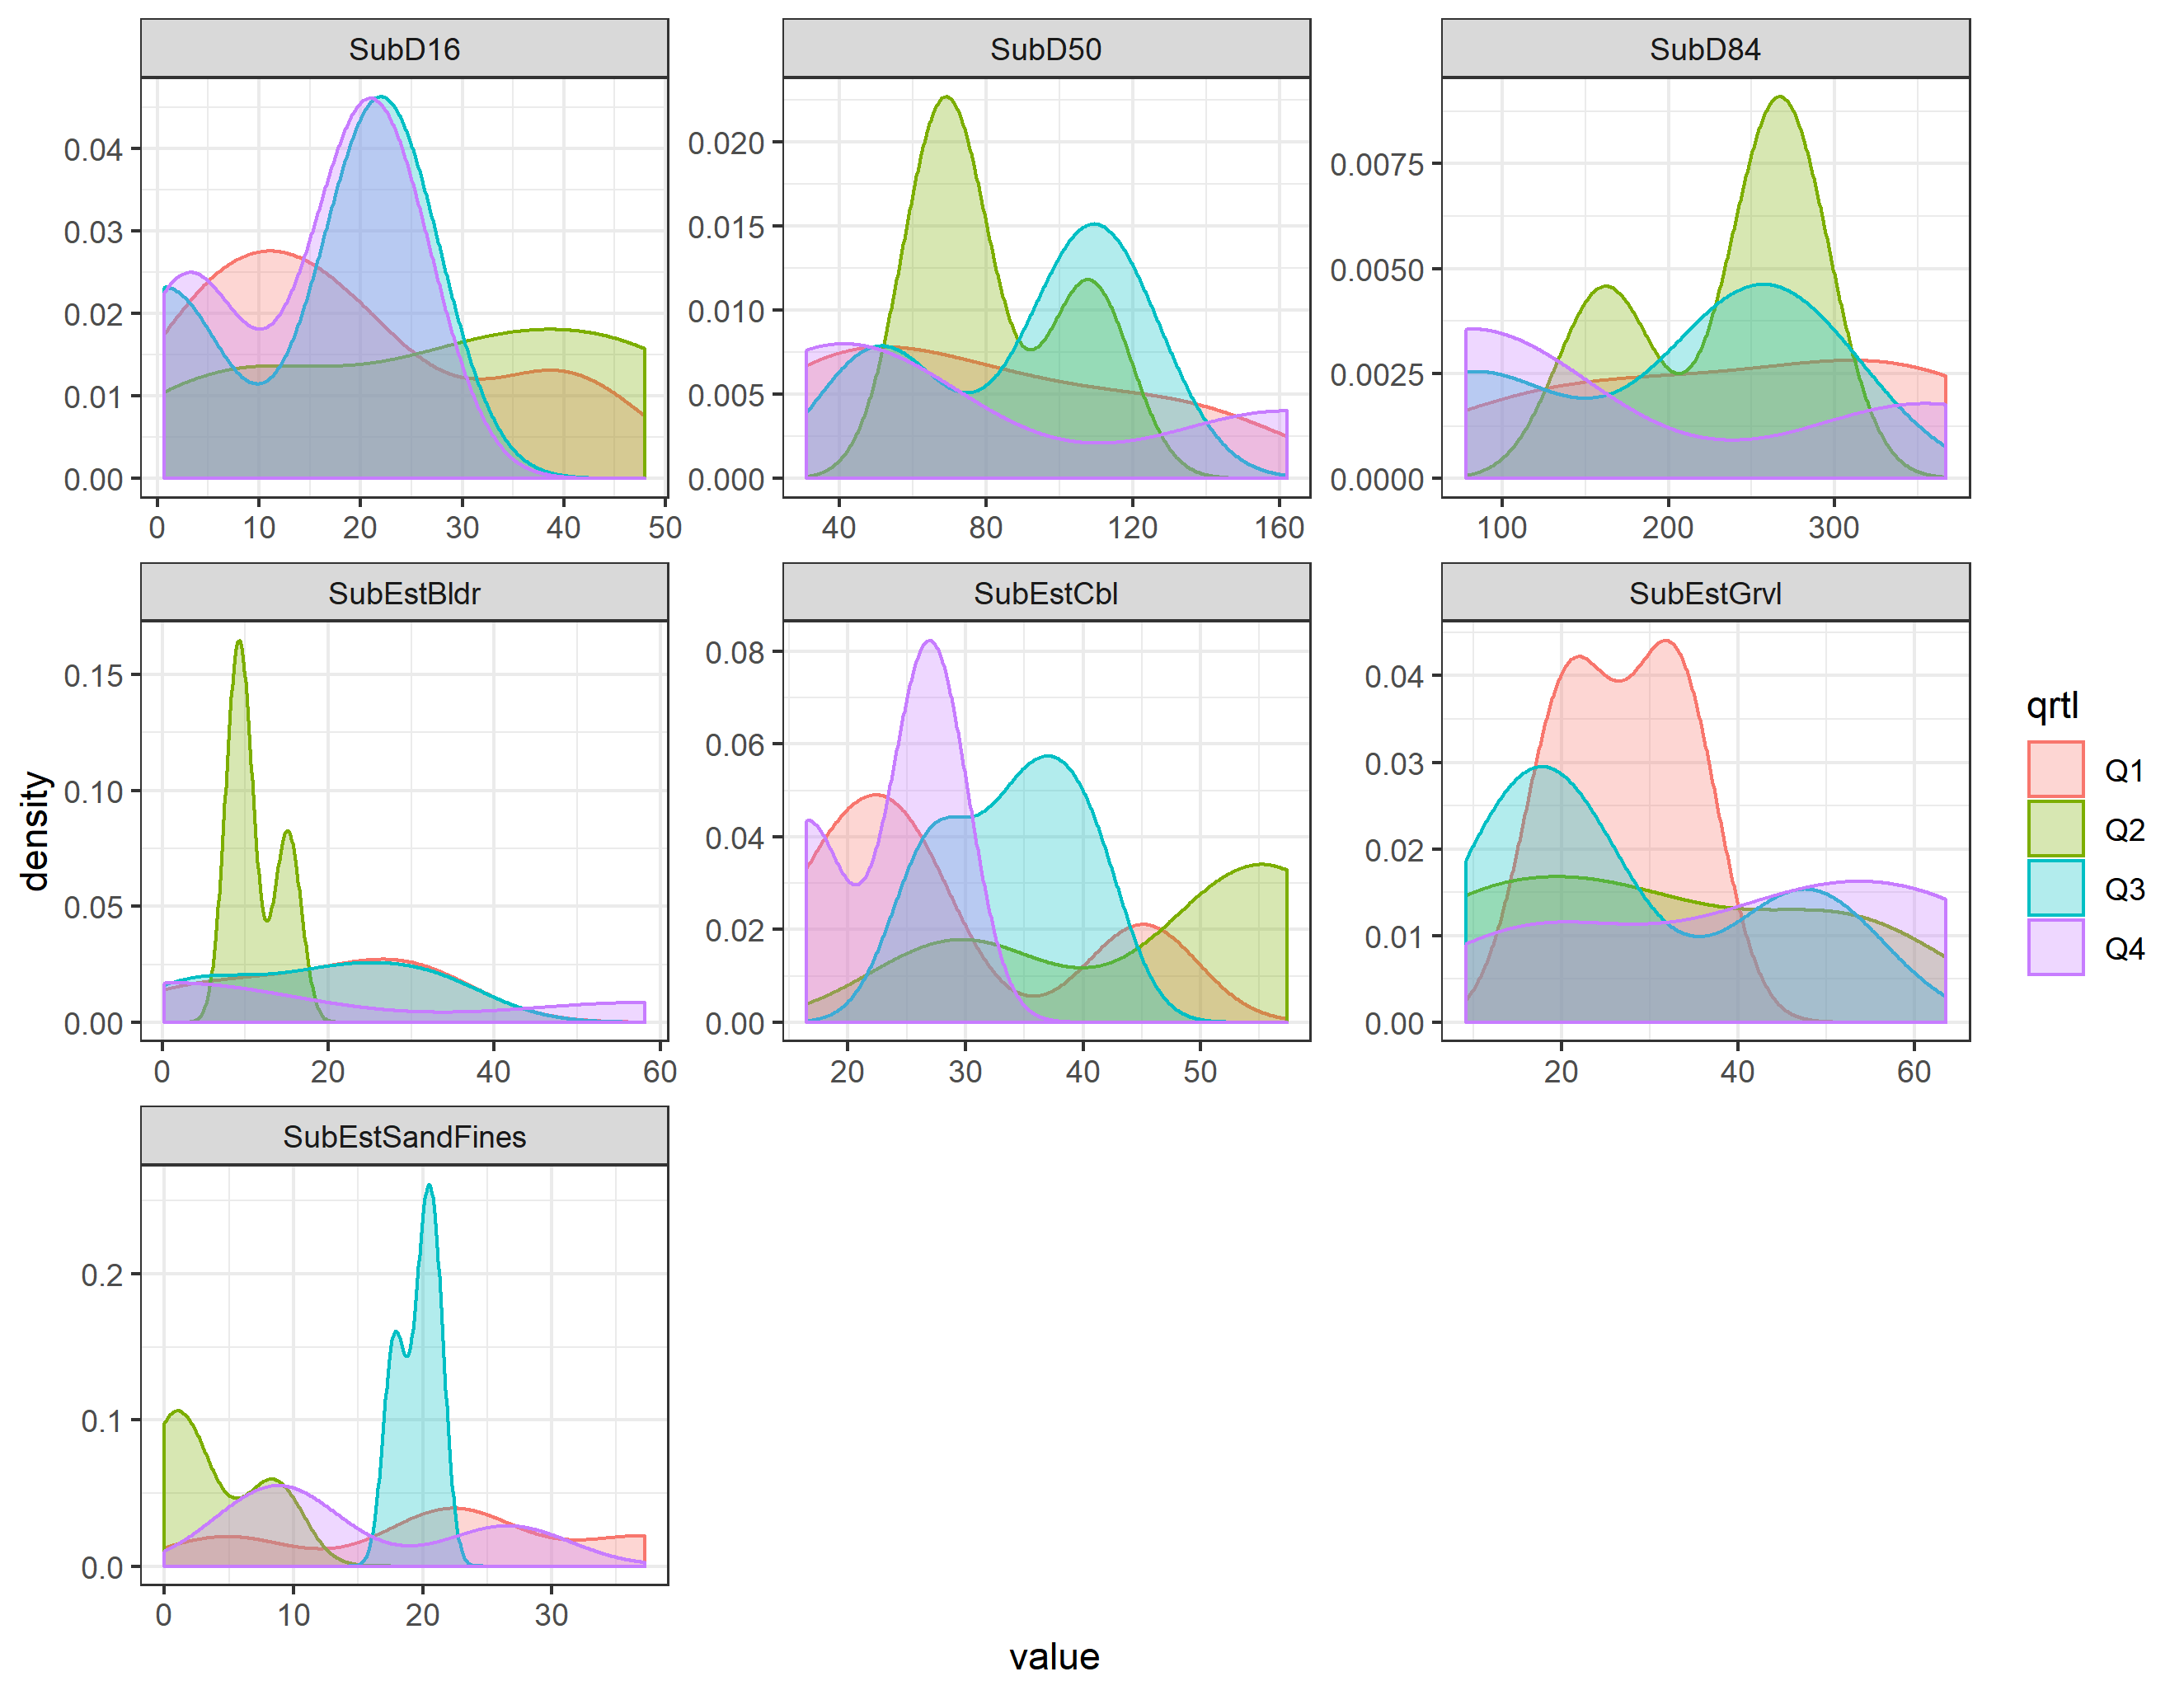 SubD16 SubD50 SubD84
0.04 0.03 0.02 0.01 0.00
0.020 0.015 0.010 0.005 0.000
0.0075 0.0050 0.0025 0.0000
0 10 20 30 40 50 40 80 120 160 100 200 300
SubEstBldr SubEstCbl SubEstGrvl
0.15 0.10 0.05 0.00
0.08 0.06 0.04 0.02 0.00
0.04 0.03 0.02 0.01 0.00
0 20 40 60 20 30 40 50 20 40 60
SubEstSandFines
0.2 0.1 0.0
0 10 20 30
density
value
qrtl
Q1
Q2
Q3
Q4